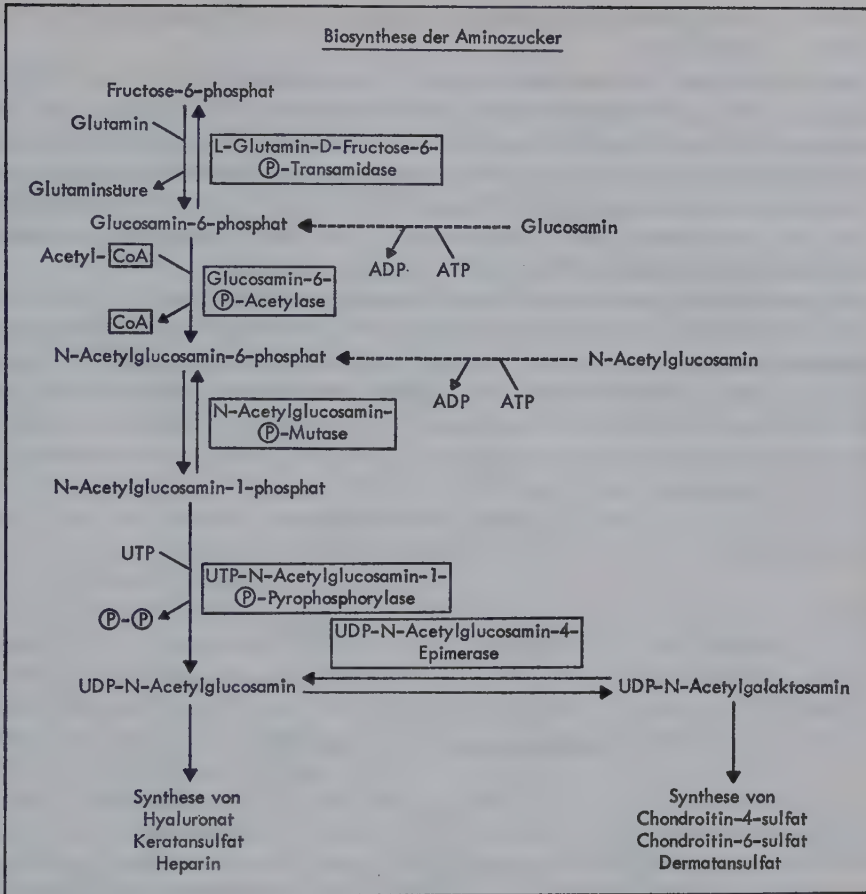 Biosynthese der Aminozucker
Fructose-6-phosphat
Glutamin
L-Glutamin-D-Fructose-6-
Ⓟ-Transamidase
Glutaminsäure
Glucosamin-6-phosphat
Glucosamin
ADP
ATP
Acetyl-CoA
Glucosamin-6-
Ⓟ-Acetylase
CoA
N-Acetylglucosamin-6-phosphat
N-Acetylglucosamin
ADP
ATP
N-Acetylglucosamin-
Ⓟ-Mutase
N-Acetylglucosamin-1-phosphat
UTP
UTP-N-Acetylglucosamin-1-
Ⓟ-Pyrophosphorylase
Ⓟ-Ⓟ
UDP-N-Acetylglucosamin-4-
Epimerase
UDP-N-Acetylglucosamin
UDP-N-Acetylgalaktosamin
Synthese von
Hyaluronat
Keratansulfat
Heparin
Synthese von
Chondroitin-4-sulfat
Chondroitin-6-sulfat
Dermatansulfat